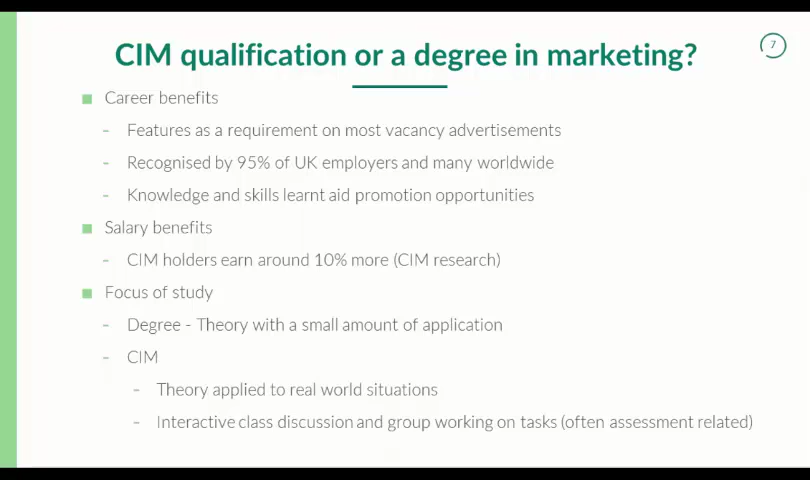 CIM qualification or a degree in marketing?
7
Career benefits
- Features as a requirement on most vacancy advertisements
- Recognised by 95% of UK employers and many worldwide
- Knowledge and skills learnt aid promotion opportunities
Salary benefits
- CIM holders earn around 10% more (CIM research)
Focus of study
- Degree - Theory with a small amount of application
- CIM
- Theory applied to real world situations
- Interactive class discussion and group working on tasks (often assessment related)